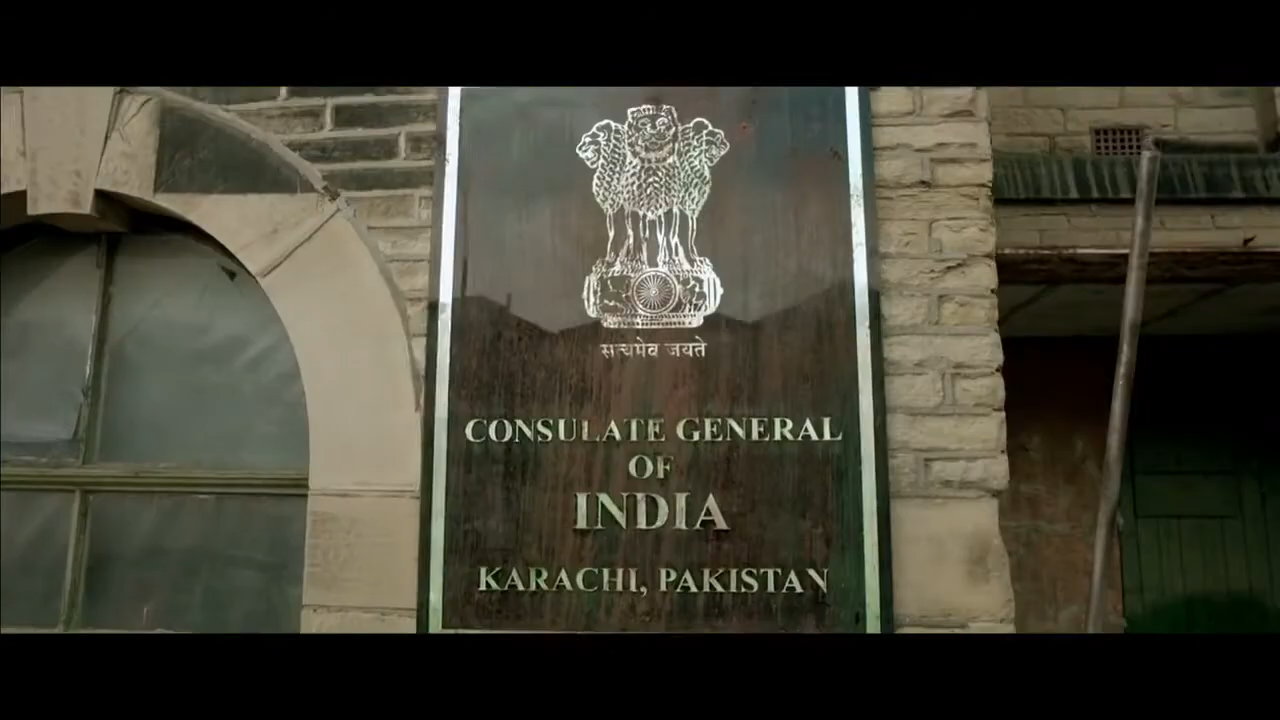 सत्यमेव जयते
CONSULATE GENERAL
OF
INDIA
KARACHI, PAKISTAN